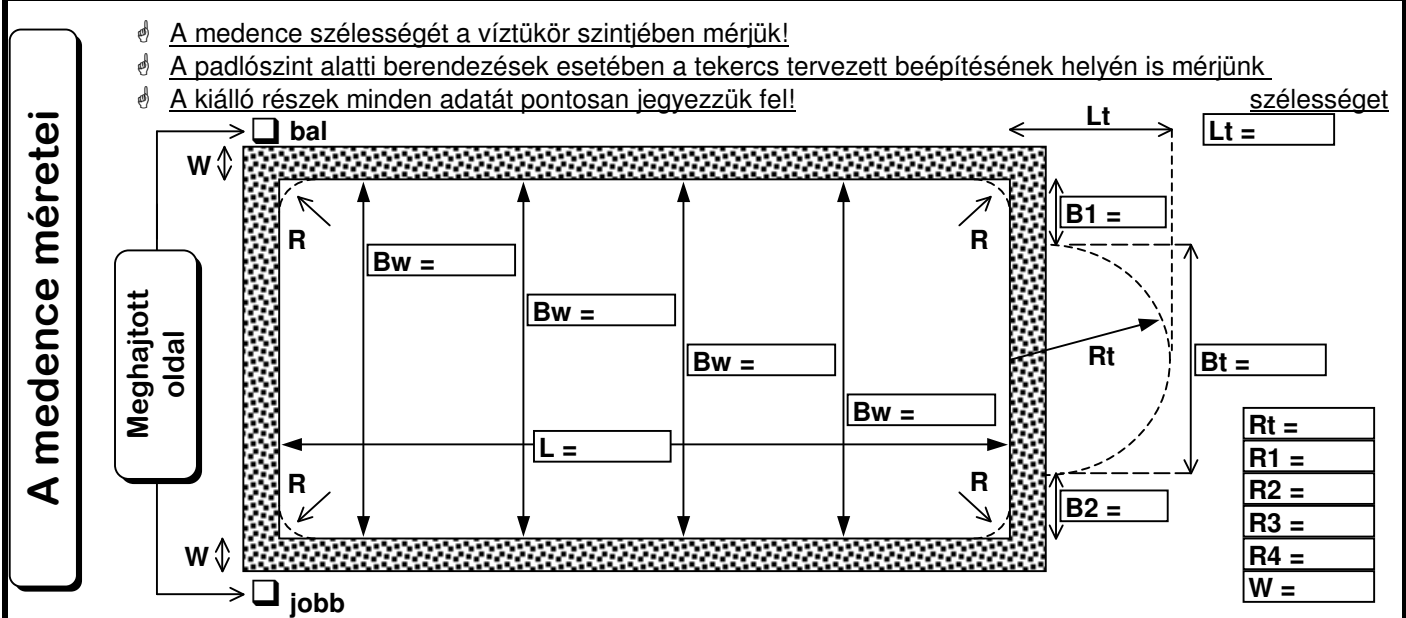 A medence méretei
A medence szélességét a víztükör szintjében mérjük!
A padlószint alatti berendezések esetében a tekercs tervezett beépítésének helyén is mérjünk
A kiálló részek minden adatát pontosan jegyezzük fel! szélességet
Lt
Lt =
bal
W
B1 =
R
R
Meghajtott
oldal
Bw =
Bw =
Bw =
Rt
Bt =
Bw =
Rt =
L =
R1 =
R
R
R2 =
B2 =
R3 =
R4 =
W
W =
jobb